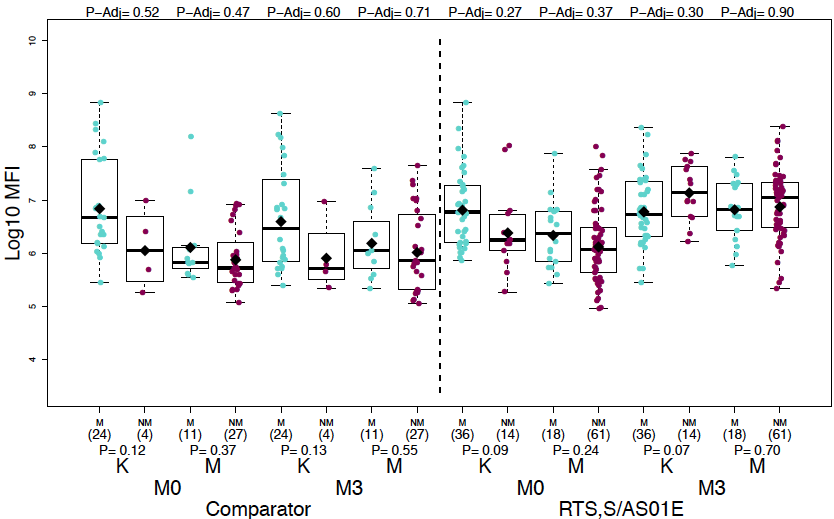 P−Adj= 0.52 P−Adj= 0.47 P−Adj= 0.60 P−Adj= 0.71 P−Adj= 0.27 P−Adj= 0.37 P−Adj= 0.30 P−Adj= 0.90
Log10 MFI
10
9
8
7
6
5
4
M NM M NM M NM M NM M NM M NM M NM M NM
(24) (4) (11) (27) (24) (4) (11) (27) (36) (14) (18) (61) (36) (14) (18) (61)
P= 0.12 P= 0.37 P= 0.13 P= 0.55 P= 0.09 P= 0.24 P= 0.07 P= 0.70
K M K M K M K M
M0 M3 M0 M3
Comparator RTS,S/AS01E